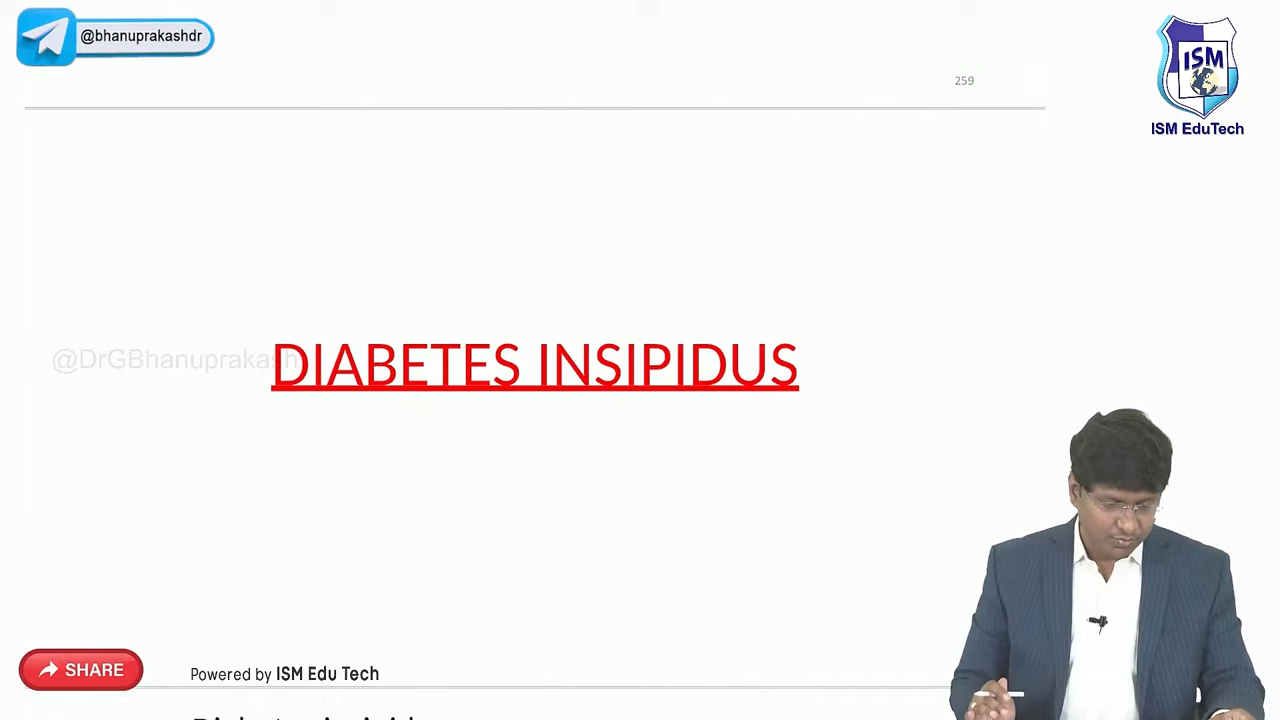 @bhanuprakashdr
ISM
ISM EduTech
259
@DrGBhanuprakash
DIABETES INSIPIDUS
SHARE
Powered by ISM Edu Tech